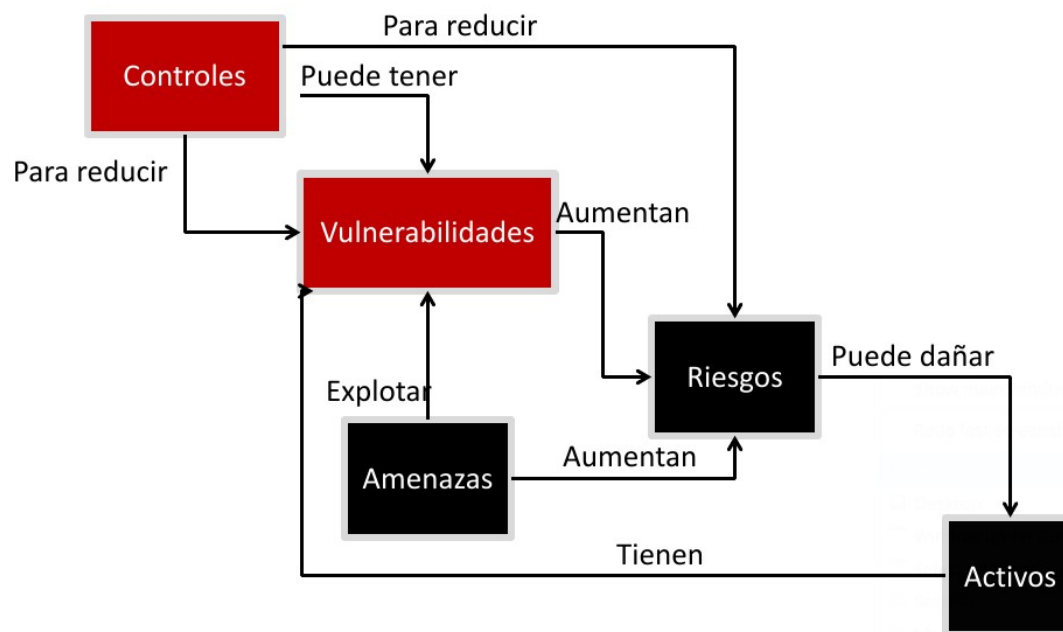 Para reducir
Controles
Puede tener
Para reducir
Vulnerabilidades
Aumentan
Riesgos
Puede dañar
Explotar
Amenazas
Aumentan
Tienen
Activos